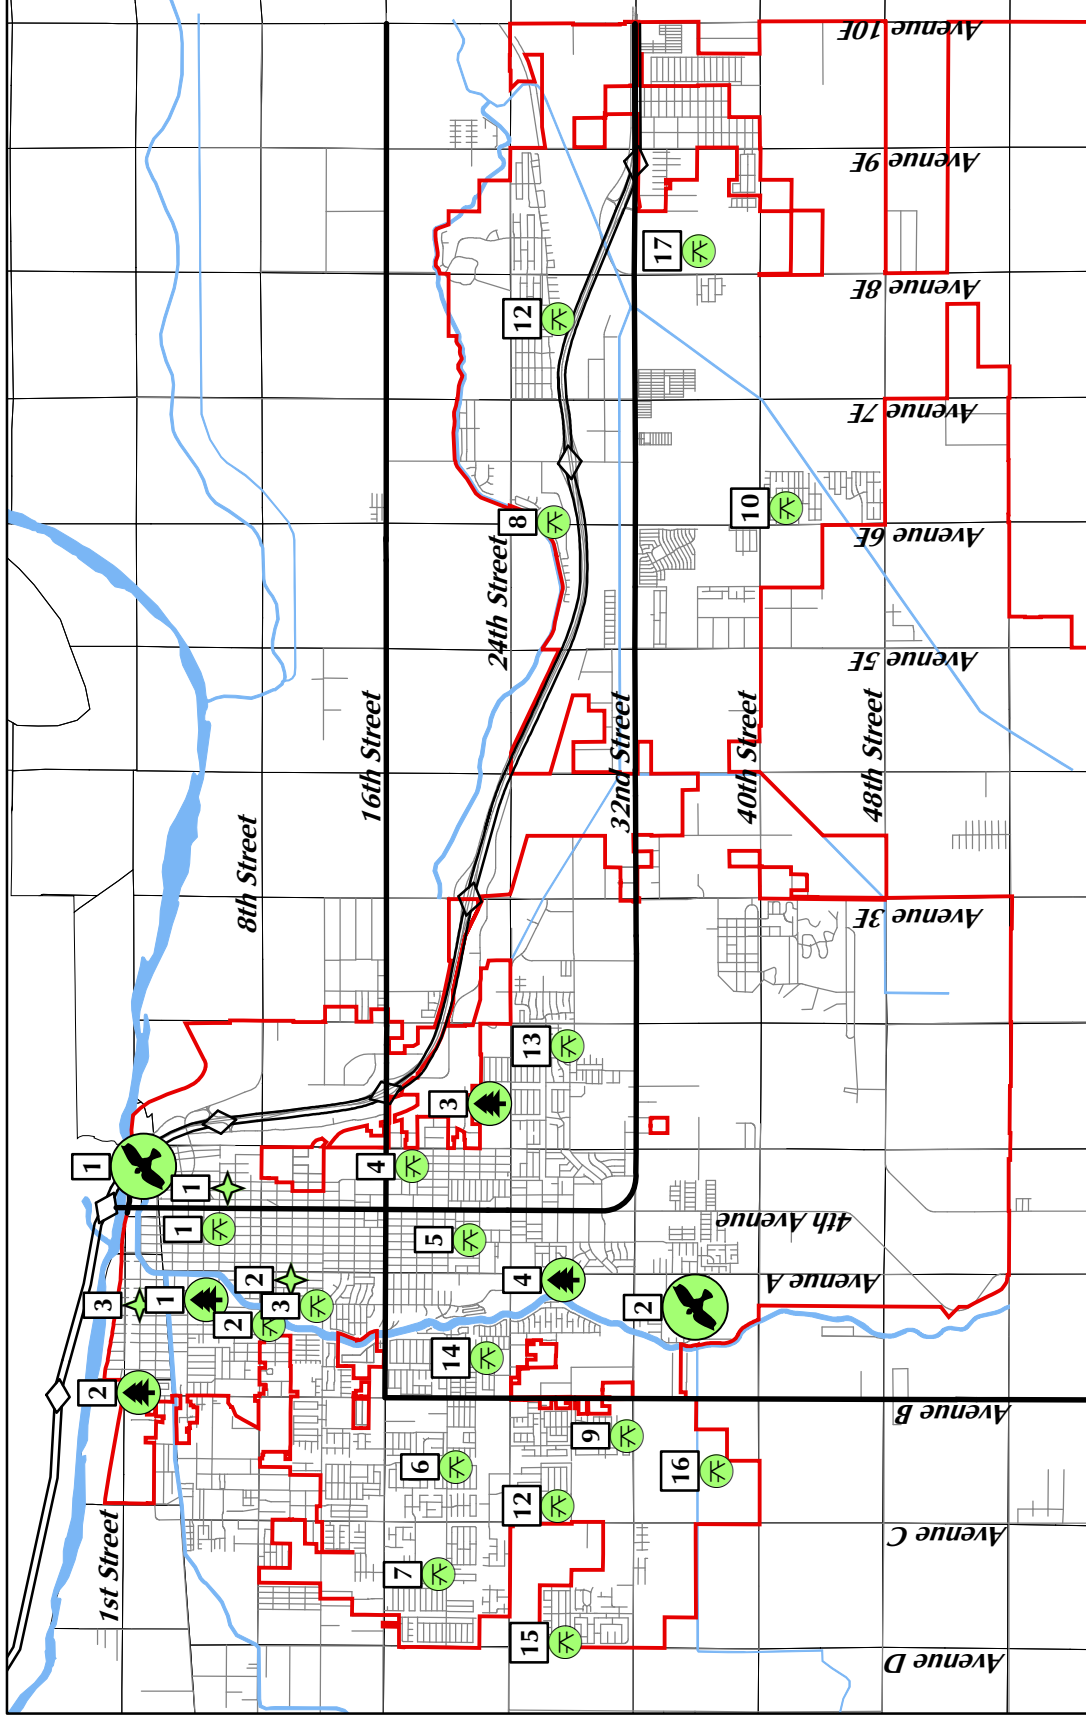 Avenue 10E
Avenue 9E
17
Avenue 8E
12
Avenue 7E
10
8
Avenue 6E
24th Street
Avenue 5E
16th Street
32nd Street
40th Street
48th Street
8th Street
Avenue 3E
13
3
1
4
1
1
5
4th Avenue
2
4
Avenue A
3
1
3
2
2
14
2
Avenue B
9
6
16
12
Avenue C
1st Street
7
15
Avenue D